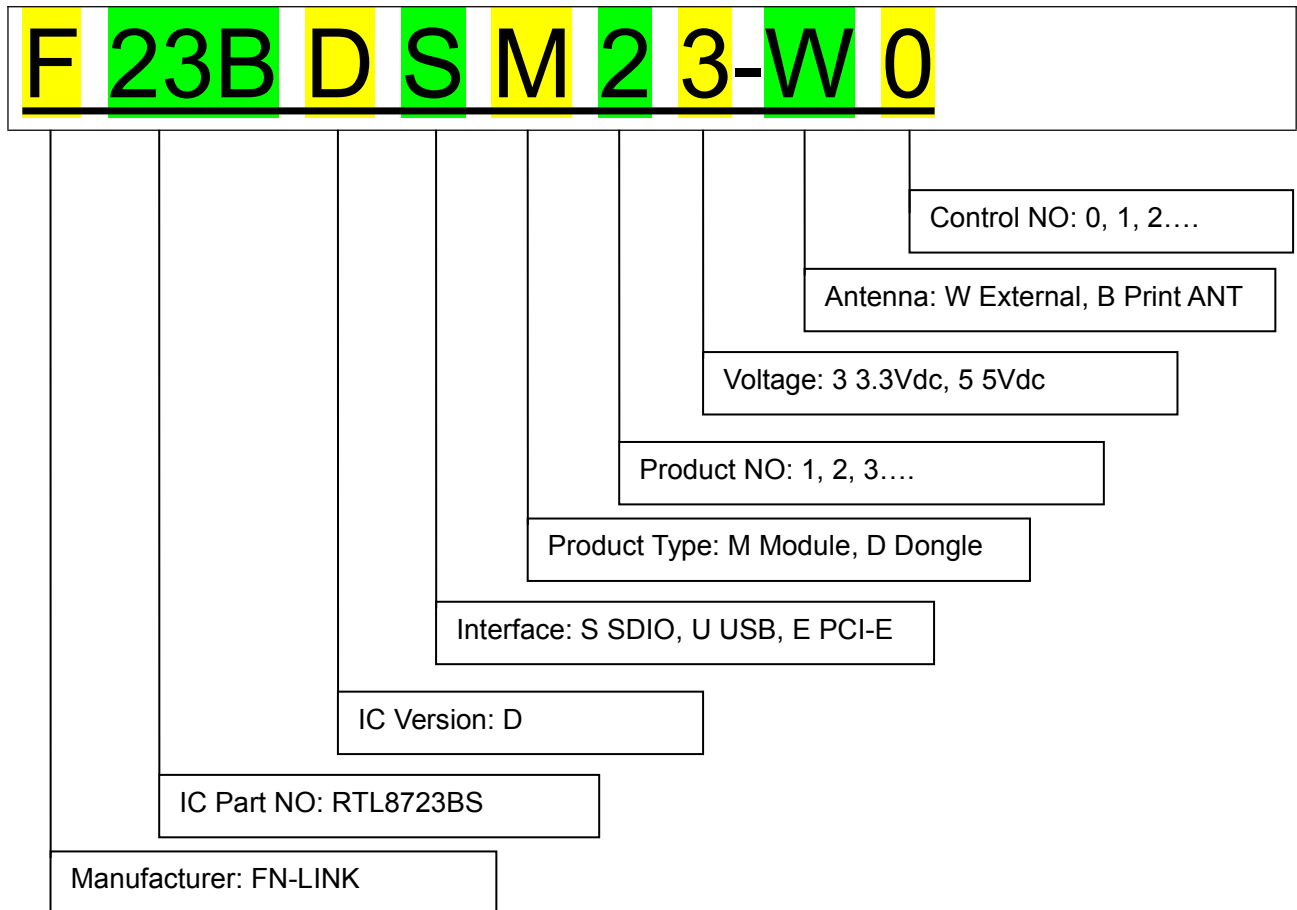 F 23B D S M 2 3-W 0
Control NO: 0, 1, 2….
Antenna: W External, B Print ANT
Voltage: 3 3.3Vdc, 5 5Vdc
Product NO: 1, 2, 3….
Product Type: M Module, D Dongle
Interface: S SDIO, U USB, E PCI-E
IC Version: D
IC Part NO: RTL8723BS
Manufacturer: FN-LINK